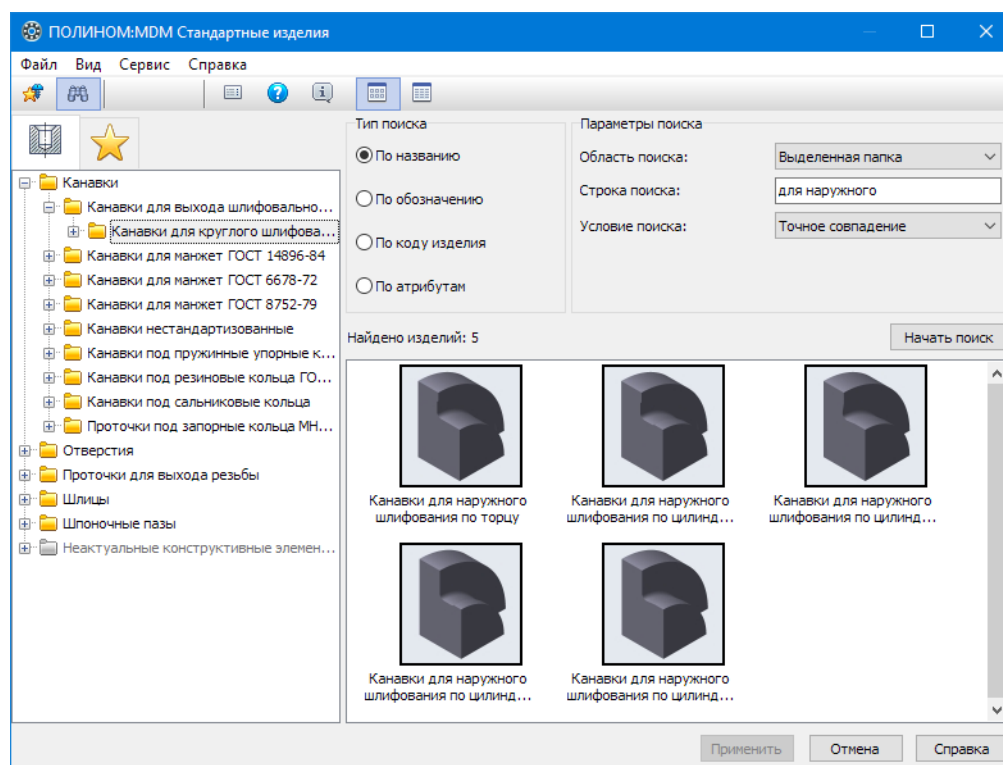 ПОЛИНОМ:MDM Стандартные изделия
Файл Вид Сервис Справка
Канавки
Канавки для выхода шлифовально...
Канавки для круглого шлифова...
Канавки для манжет ГОСТ 14896-84
Канавки для манжет ГОСТ 6678-72
Канавки для манжет ГОСТ 8752-79
Канавки нестандартизованные
Канавки под пружинные упорные к...
Канавки под резиновые кольца ГО...
Канавки под сальниковые кольца
Проточки под запорные кольца МН...
Отверстия
Проточки для выхода резьбы
Шлицы
Шпоночные пазы
Неактуальные конструктивные элемен...
Тип поиска
По названию
По обозначению
По коду изделия
По атрибутам
Параметры поиска
Область поиска: Выделенная папка
Строка поиска: для наружного
Условие поиска: Точное совпадение
Найдено изделий: 5
Начать поиск
Канавки для наружного
шлифования по торцу
Канавки для наружного
шлифования по цилинд...
Канавки для наружного
шлифования по цилинд...
Канавки для наружного
шлифования по цилинд...
Канавки для наружного
шлифования по цилинд...
Применить Отмена Справка